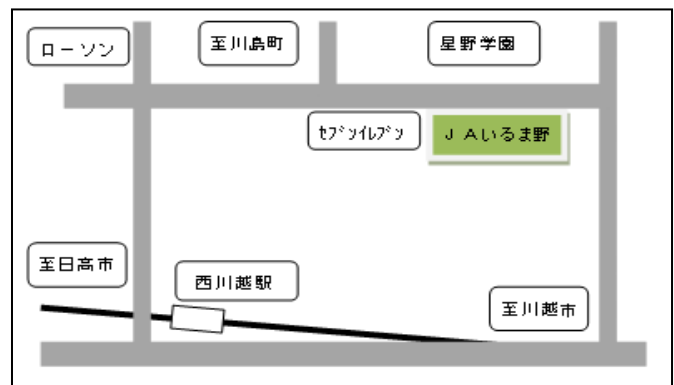 ローソン
至川島町
星野学園
ｾﾌﾞﾝｲﾚﾌﾞﾝ
ＪＡいるま野
至日高市
西川越駅
至川越市